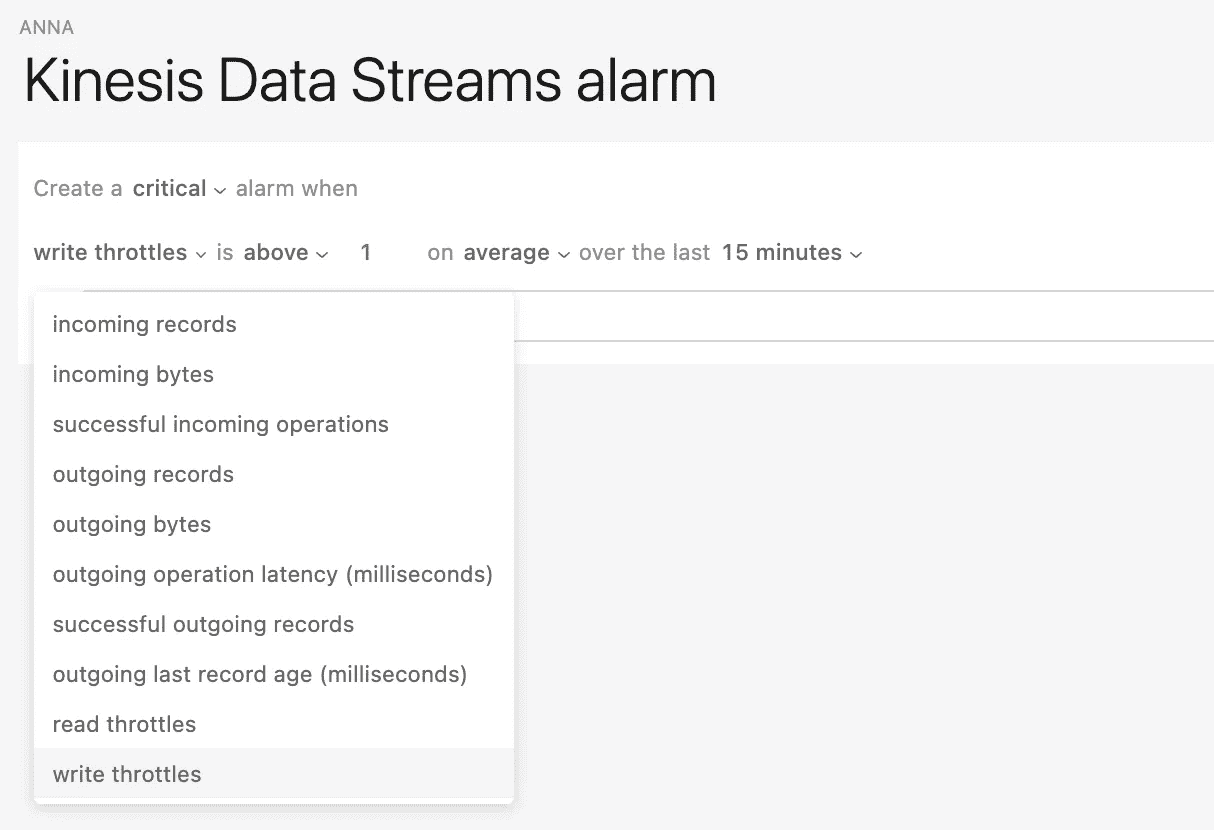 ANNA
Kinesis Data Streams alarm
Create a critical alarm when
write throttles is above 1 on average over the last 15 minutes
incoming records
incoming bytes
successful incoming operations
outgoing records
outgoing bytes
outgoing operation latency (milliseconds)
successful outgoing records
outgoing last record age (milliseconds)
read throttles
write throttles